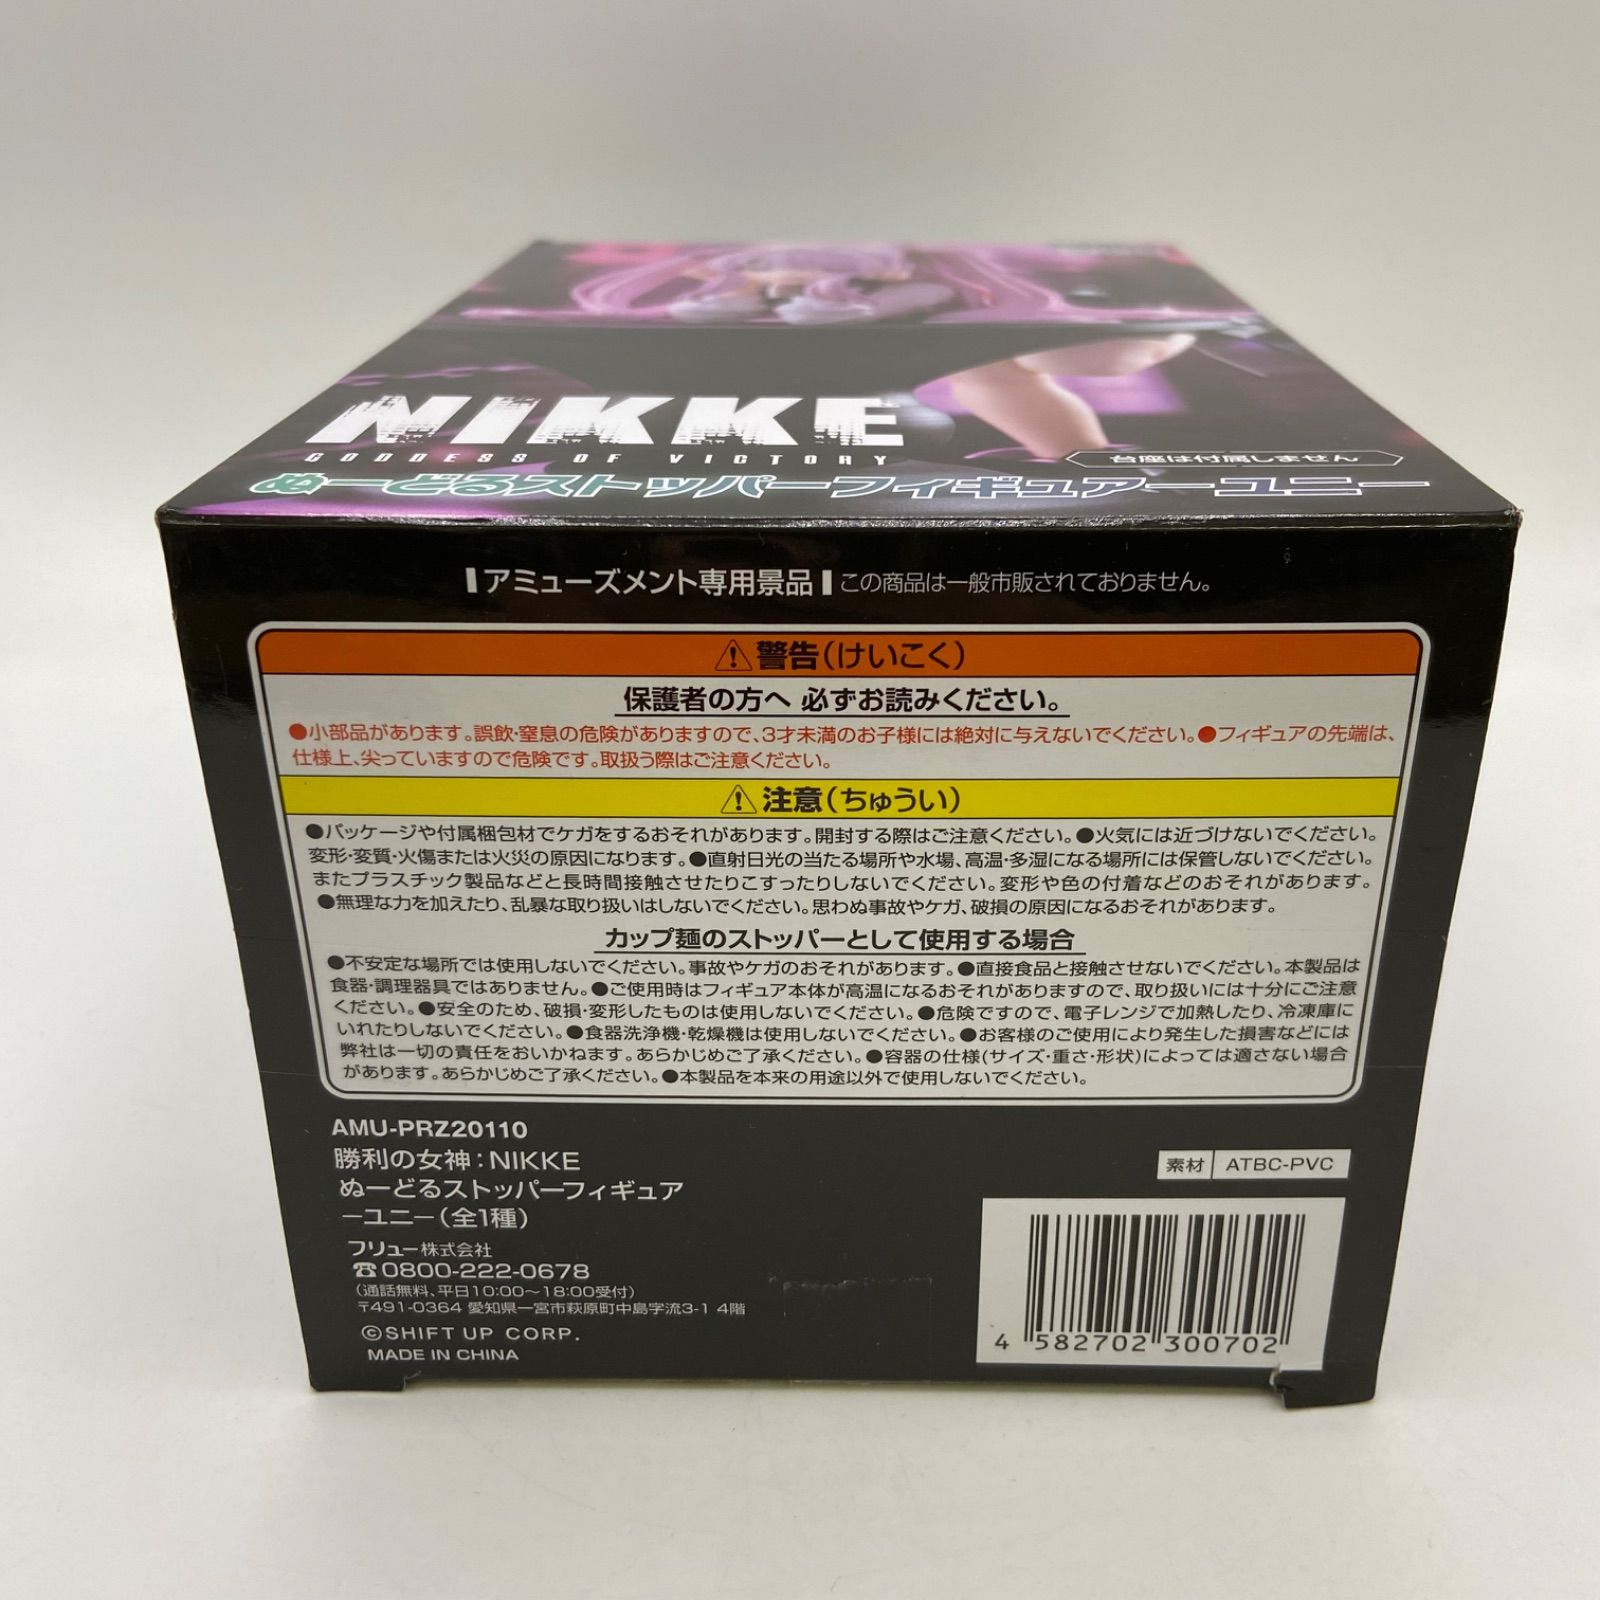 NIKKE
GODDESS OF VICTORY
台座は付属しません
ぬーどるストッパーフィギュアーユニー
アミューズメント専用景品 この商品は一般市販されておりません。
⚠警告(けいこく)
保護者の方へ 必ずお読みください。
●小部品があります。誤飲・窒息の危険がありますので、3才未満のお子様には絶対に与えないでください。●フィギュアの先端は、
仕様上、尖っていますので危険です。取扱う際はご注意ください。
⚠注意(ちゅうい)
●パッケージや付属梱包材でケガをするおそれがあります。開封する際はご注意ください。●火気には近づけないでください。
変形・変質・火傷または火災の原因になります。●直射日光の当たる場所や水場、高温・多湿になる場所には保管しないでください。
またプラスチック製品などと長時間接触させたりこすったりしないでください。変形や色の付着などのおそれがあります。
●無理な力を加えたり、乱暴な取り扱いはしないでください。思わぬ事故やケガ、破損の原因になるおそれがあります。
カップ麺のストッパーとして使用する場合
●不安定な場所では使用しないでください。事故やケガのおそれがあります。●直接食品と接触させないでください。本製品は
食器・調理器具ではありません。●ご使用時はフィギュア本体が高温になるおそれがありますので、取り扱いには十分にご注意
ください。●安全のため、破損・変形したものは使用しないでください。●危険ですので、電子レンジで加熱したり、冷凍庫に
いれたりしないでください。●食器洗浄機・乾燥機は使用しないでください。●お客様のご使用により発生した損害などには
弊社は一切の責任をおいかねます。あらかじめご了承ください。●容器の仕様(サイズ・重さ・形状)によっては適さない場合
があります。あらかじめご了承ください。●本製品を本来の用途以外で使用しないでください。
AMU-PRZ20110
勝利の女神:NIKKE
ぬーどるストッパーフィギュア
ーユニー(全1種)
フリュー株式会社
☎0800-222-0678
(通話無料、平日10:00～18:00受付)
〒491-0364 愛知県一宮市萩原町中島字流3-1 4階
©SHIFT UP CORP.
MADE IN CHINA
素材 ATBC-PVC
4 582702 300702